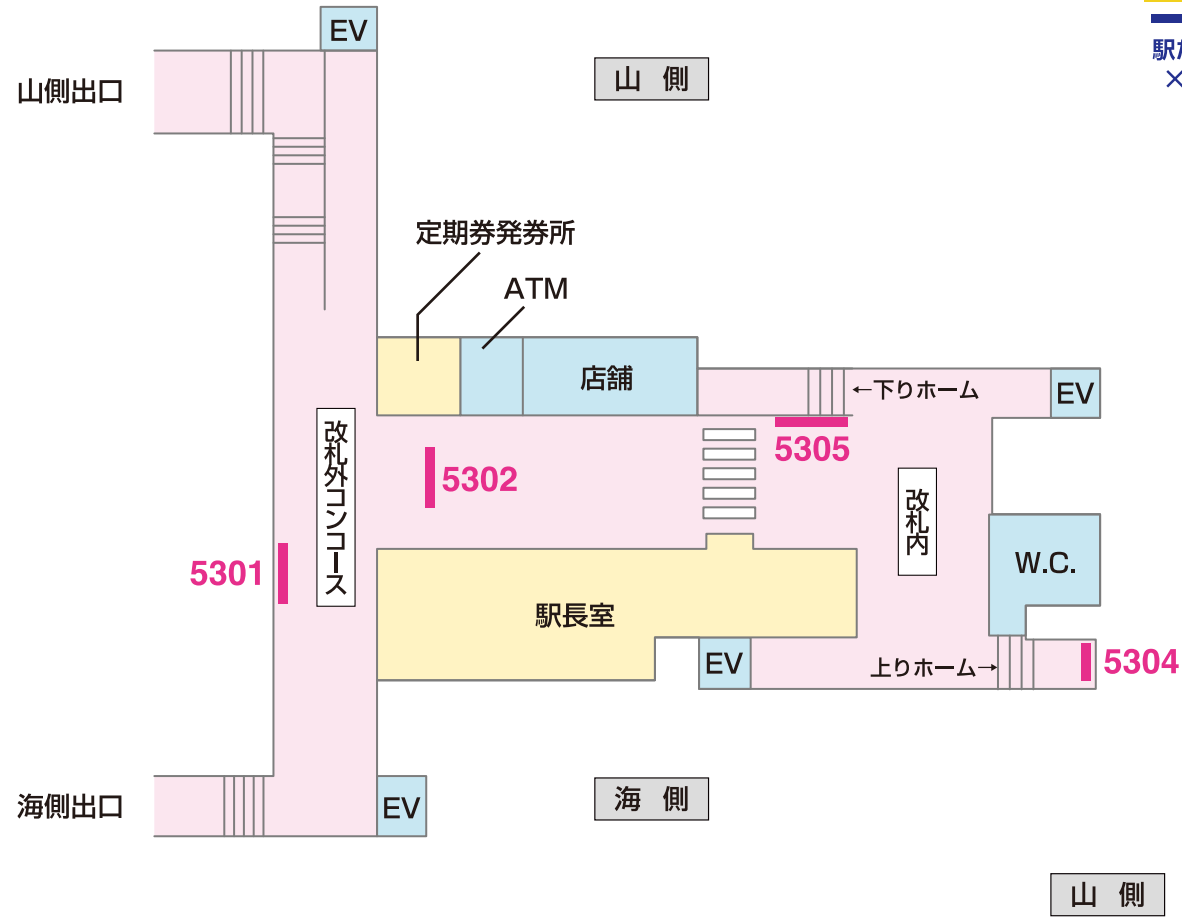 EV
駅か
×
山側出口
山 側
定期券発券所
ATM
店舗
←下りホーム
EV
改札外コンコース
5302
5305
改札内
5301
W.C.
駅長室
EV
上りホーム→
5304
海側出口
EV
海 側
山 側